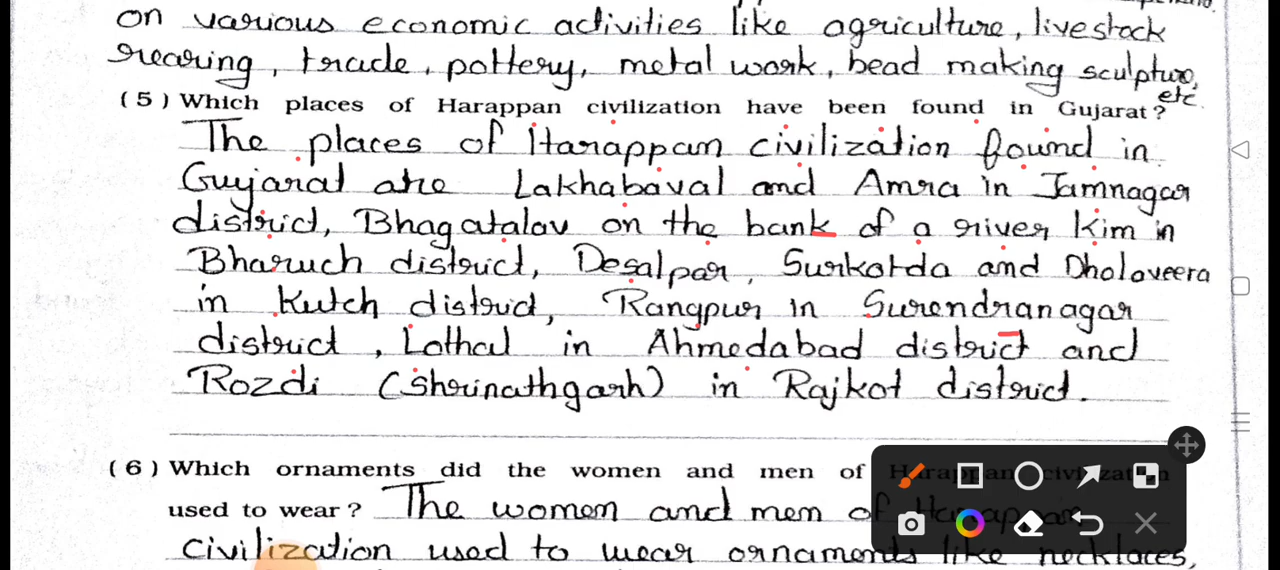 on various economic activities like agriculture, livestock
rearing, trade, pottery, metal work, bead making sculpture,
etc.
(5) Which places of Harappan civilization have been found in Gujarat?
The places of Harappan civilization found in
Gujarat are Lakhabaval and Amra in Jamnagar
district, Bhagatalav on the bank of a river Kim in
Bharuch district, Desalpar, Surkotda and Dholaveera
in Kutch district, Rangpur in Surendranagar
district, Lothal in Ahmedabad district and
Rozdi (Shrinathgarh) in Rajkot district.
(6) Which ornaments did the women and men of Harappan civilization
used to wear? The women and men of Harappan
civilization used to wear ornaments like necklaces,